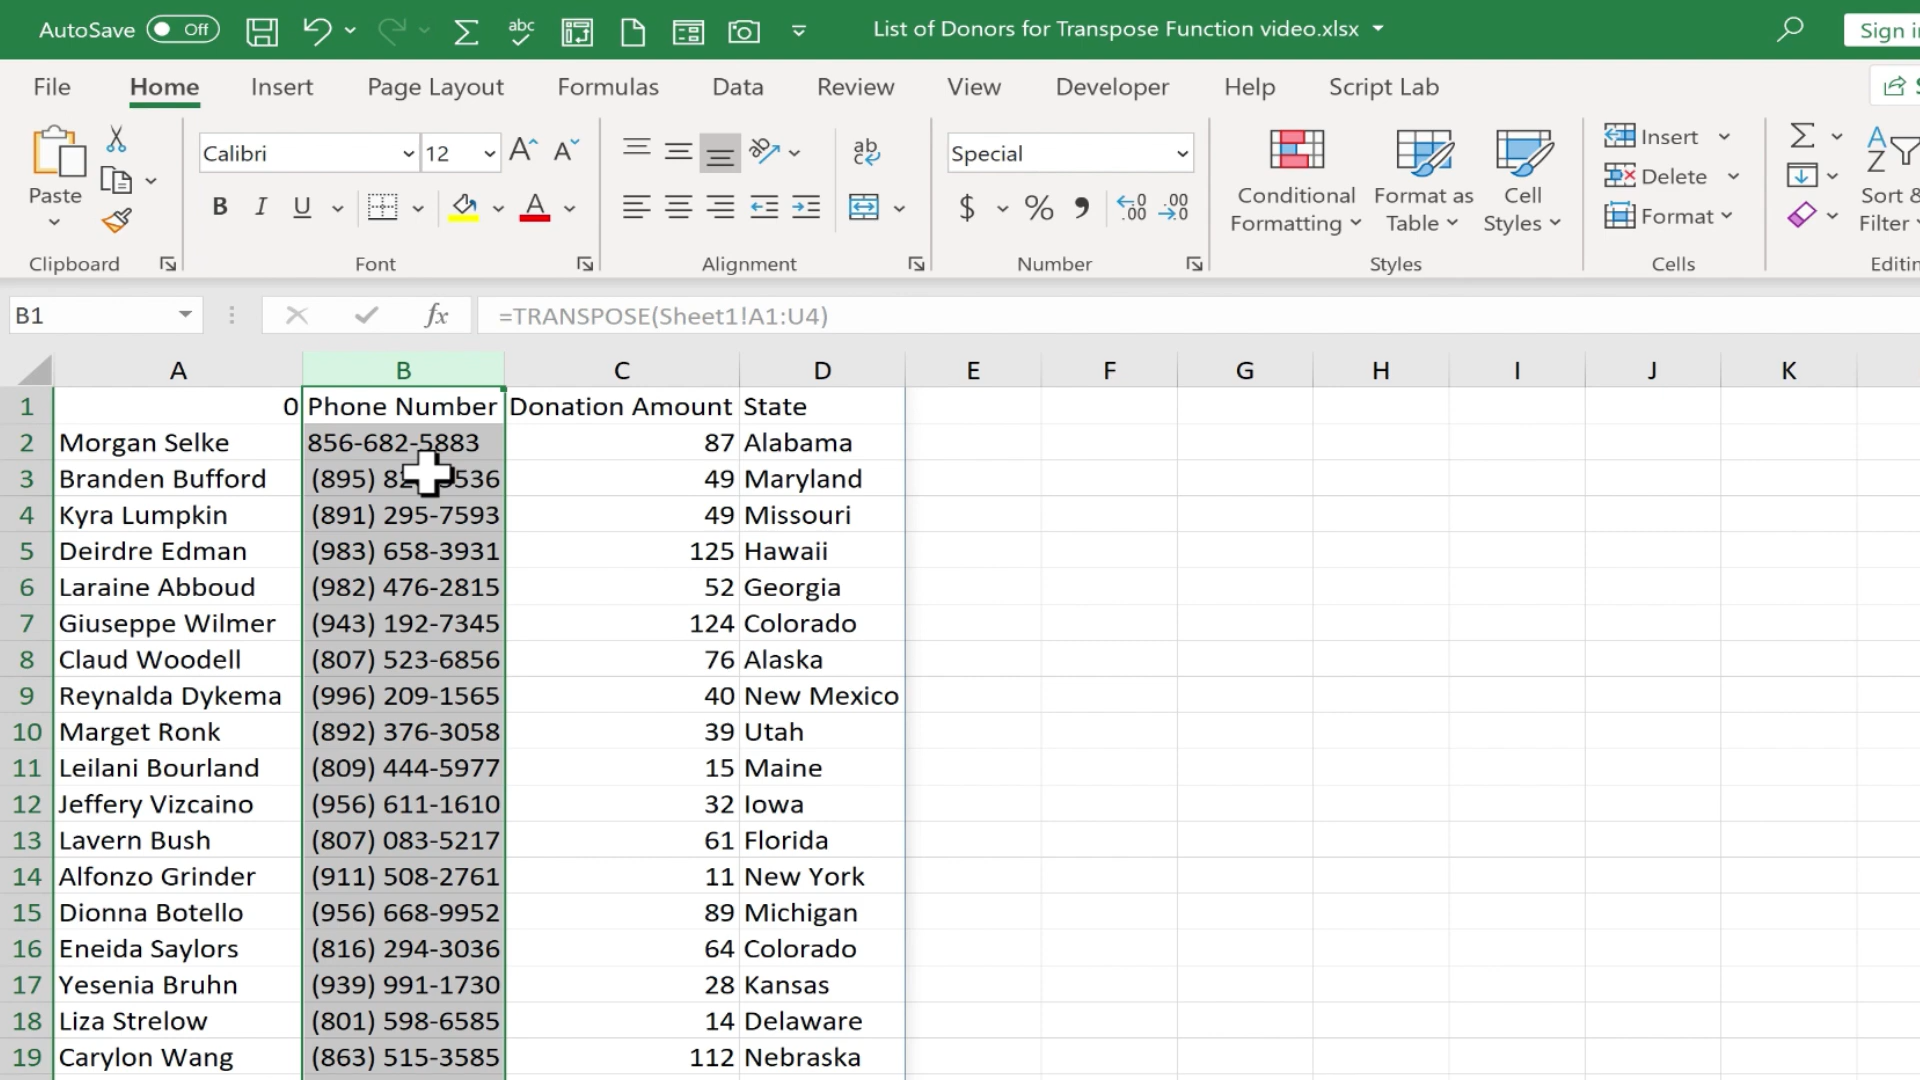 AutoSave Off abc List of Donors for Transpose Function video.xlsx Sign i
File Home Insert Page Layout Formulas Data Review View Developer Help Script Lab
Paste Calibri 12 A A ab Special Conditional Formatting Format as Table Cell Styles Insert Delete Format Sort & Filter
B I U A $ % , .00 .00
Clipboard Font Alignment Number Styles Cells Editin
B1 fx =TRANSPOSE(Sheet1!A1:U4)
A B C D E F G H I J K
1 0 Phone Number Donation Amount State
2 Morgan Selke 856-682-5883 87 Alabama
3 Branden Bufford (895) 536 49 Maryland
4 Kyra Lumpkin (891) 295-7593 49 Missouri
5 Deirdre Edman (983) 658-3931 125 Hawaii
6 Laraine Abboud (982) 476-2815 52 Georgia
7 Giuseppe Wilmer (943) 192-7345 124 Colorado
8 Claud Woodell (807) 523-6856 76 Alaska
9 Reynalda Dykema (996) 209-1565 40 New Mexico
10 Marget Ronk (892) 376-3058 39 Utah
11 Leilani Bourland (809) 444-5977 15 Maine
12 Jeffery Vizcaino (956) 611-1610 32 Iowa
13 Lavern Bush (807) 083-5217 61 Florida
14 Alfonzo Grinder (911) 508-2761 11 New York
15 Dionna Botello (956) 668-9952 89 Michigan
16 Eneida Saylors (816) 294-3036 64 Colorado
17 Yesenia Bruhn (939) 991-1730 28 Kansas
18 Liza Strelow (801) 598-6585 14 Delaware
19 Carylon Wang (863) 515-3585 112 Nebraska